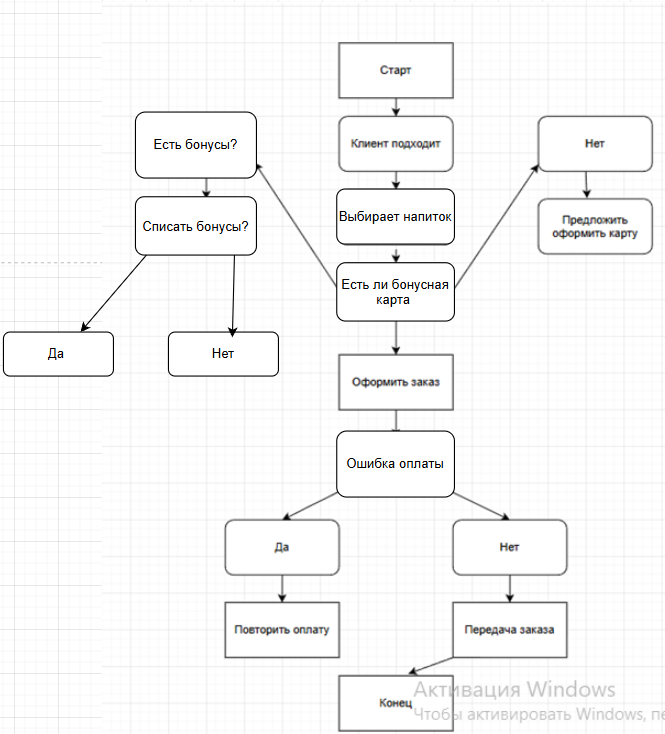 Старт
Есть бонусы?
Клиент подходит
Нет
Списать бонусы?
Выбирает напиток
Предложить
оформить карту
Есть ли бонусная
карта
Да
Нет
Оформить заказ
Ошибка оплаты
Да
Нет
Повторить оплату
Передача заказа
Конец
Активация Windows
Чтобы активировать Windows, пе